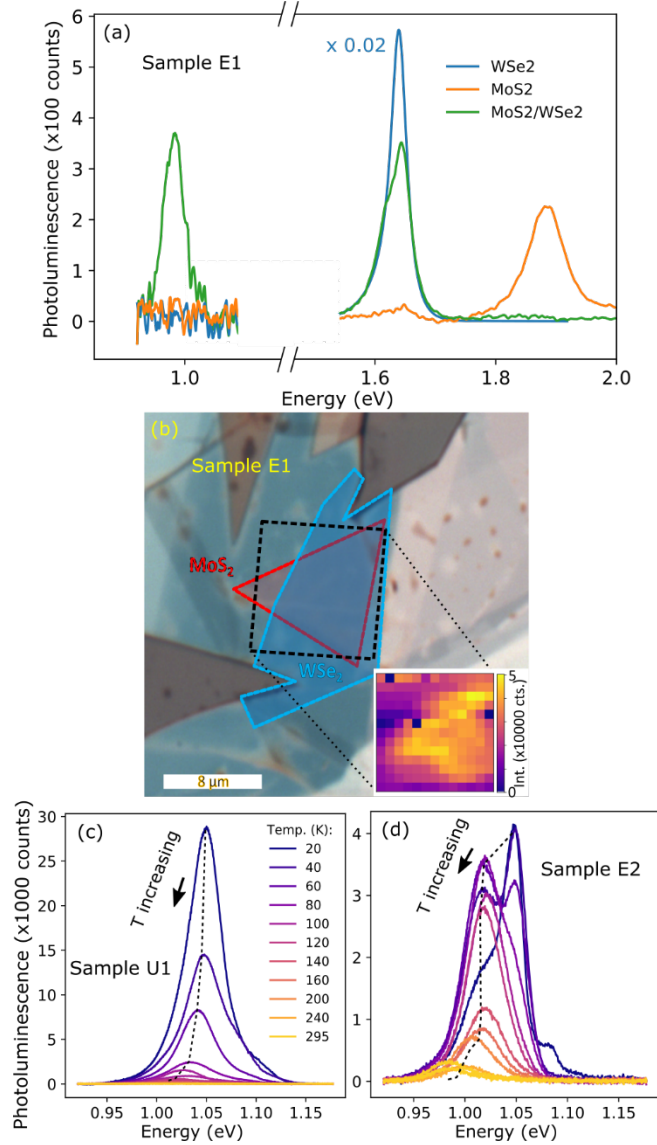 (a)
Sample E1
x 0.02
WSe2
MoS2
MoS2/WSe2
Photoluminescence (x100 counts)
6
5
4
3
2
1
0
1.0
1.6
1.8
2.0
Energy (eV)
(b)
Sample E1
MoS₂
WSe₂
8 μm
5
0
Int. (x10000 cts.)
(c)
Photoluminescence (x1000 counts)
30
25
20
15
10
5
0
T increasing
Sample U1
Temp. (K):
20
40
60
80
100
120
140
160
200
240
295
0.95
1.00
1.05
1.10
1.15
Energy (eV)
(d)
4
3
2
1
0
T increasing
Sample E2
0.95
1.00
1.05
1.10
1.15
Energy (eV)